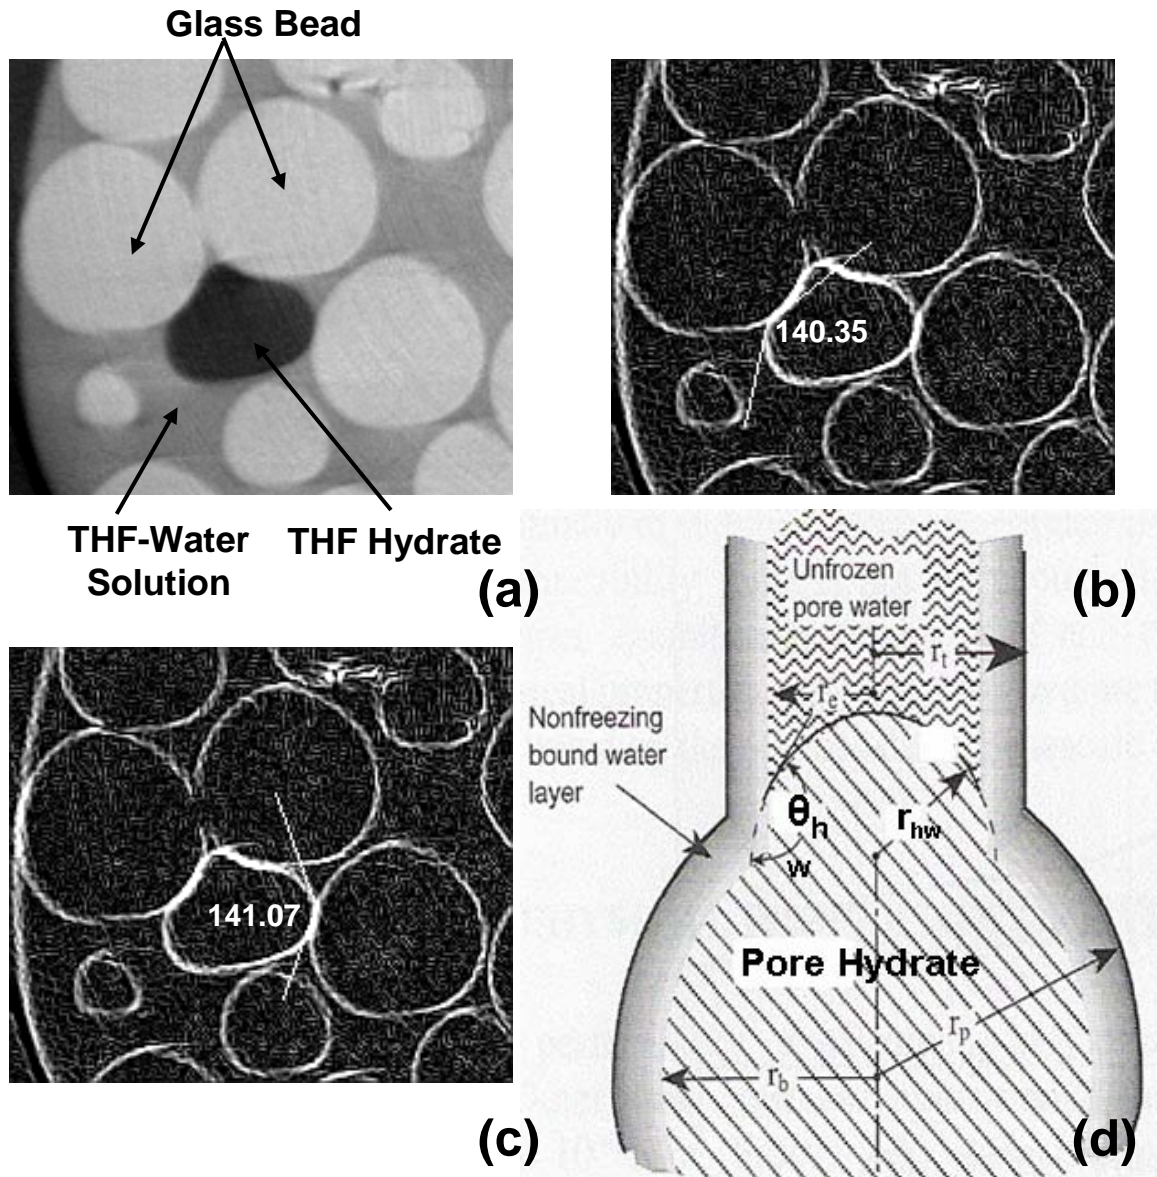 Glass Bead
THF-Water
Solution
THF Hydrate
(a)
140.35
(b)
141.07
(c)
Unfrozen
pore water
r_t
r_e
Nonfreezing
bound water
layer
θ_h
w
r_hw
Pore Hydrate
r_p
r_b
(d)